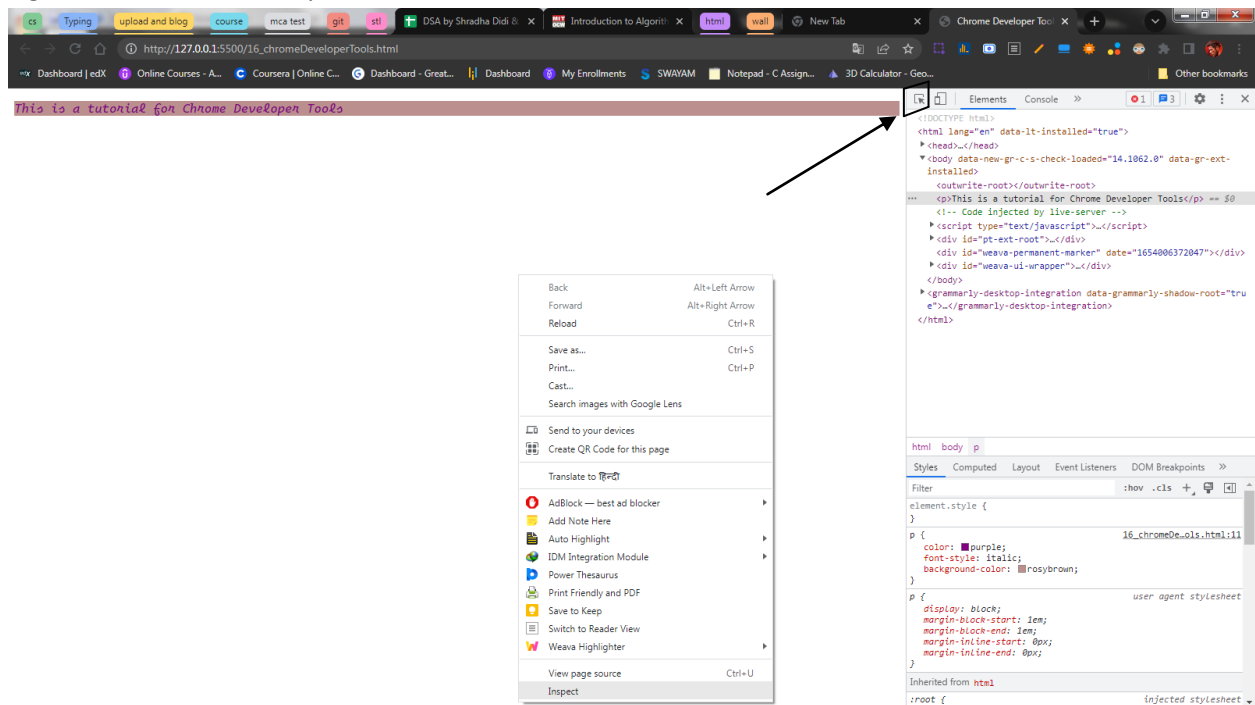 cs Typing upload and blog course mca test git stl DSA by Shradha Didi & Introduction to Algorith html wall New Tab Chrome Developer Tool
http://127.0.0.1:5500/16_chromeDeveloperTools.html
Dashboard | edX Online Courses - A... Coursera | Online C... Dashboard - Great... Dashboard My Enrollments SWAYAM Notepad - C Assign... 3D Calculator - Geo... Other bookmarks
This is a tutorial for Chrome Developer Tools
Back Alt+Left Arrow
Forward Alt+Right Arrow
Reload Ctrl+R
Save as... Ctrl+S
Print... Ctrl+P
Cast...
Search images with Google Lens
Send to your devices
Create QR Code for this page
Translate to हिन्दी
AdBlock — best ad blocker
Add Note Here
Auto Highlight
IDM Integration Module
Power Thesaurus
Print Friendly and PDF
Save to Keep
Switch to Reader View
Weava Highlighter
View page source Ctrl+U
Inspect
Elements Console » 1 3
<!DOCTYPE html>
<html lang="en" data-lt-installed="true">
<head>…</head>
<body data-new-gr-c-s-check-loaded="14.1062.0" data-gr-ext-
installed>
<outwrite-root></outwrite-root>
<p>This is a tutorial for Chrome Developer Tools</p> == $0
<!-- Code injected by live-server -->
<script type="text/javascript">…</script>
<div id="pt-ext-root">…</div>
<div id="weava-permanent-marker" date="1654006372047"></div>
<div id="weava-ui-wrapper">…</div>
</body>
<grammarly-desktop-integration data-grammarly-shadow-root="tru
e">…</grammarly-desktop-integration>
</html>
html body p
Styles Computed Layout Event Listeners DOM Breakpoints »
Filter :hov .cls +
element.style {
}
p { 16_chromeDe…ols.html:11
color: purple;
font-style: italic;
background-color: rosybrown;
}
p { user agent stylesheet
display: block;
margin-block-start: 1em;
margin-block-end: 1em;
margin-inline-start: 0px;
margin-inline-end: 0px;
}
Inherited from html
:root { injected stylesheet